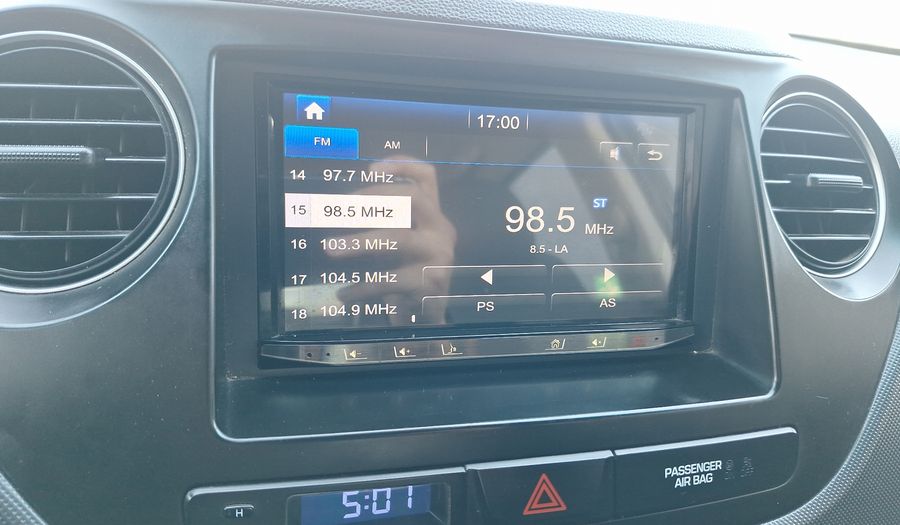 17:00
FM AM
14 97.7 MHz
15 98.5 MHz
16 103.3 MHz
17 104.5 MHz
18 104.9 MHz
98.5 MHz ST
8.5 - LA
PS AS
H
5:01
PASSENGER
AIR BAG